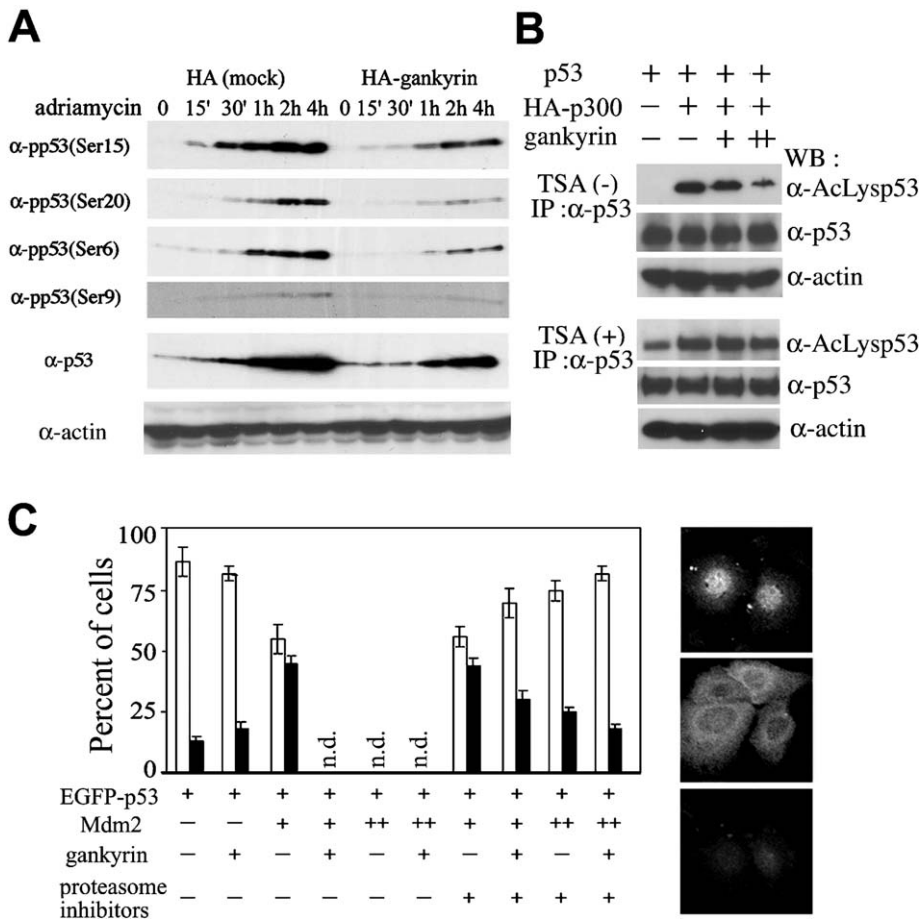 A
HA (mock) HA-gankyrin
adriamycin 0 15' 30' 1h 2h 4h 0 15' 30' 1h 2h 4h
α-pp53(Ser15)
α-pp53(Ser20)
α-pp53(Ser6)
α-pp53(Ser9)
α-p53
α-actin
B
p53 + + + +
HA-p300 − + + +
gankyrin − − + ++
WB :
TSA (-)
IP :α-p53
α-AcLysp53
α-p53
α-actin
TSA (+)
IP :α-p53
α-AcLysp53
α-p53
α-actin
C
Percent of cells
100
75
50
25
0
n.d. n.d. n.d.
EGFP-p53 + + + + + + + + + +
Mdm2 − − + + ++ ++ + + ++ ++
gankyrin − + − + − + − + − +
proteasome
inhibitors − − − − − − + + + +